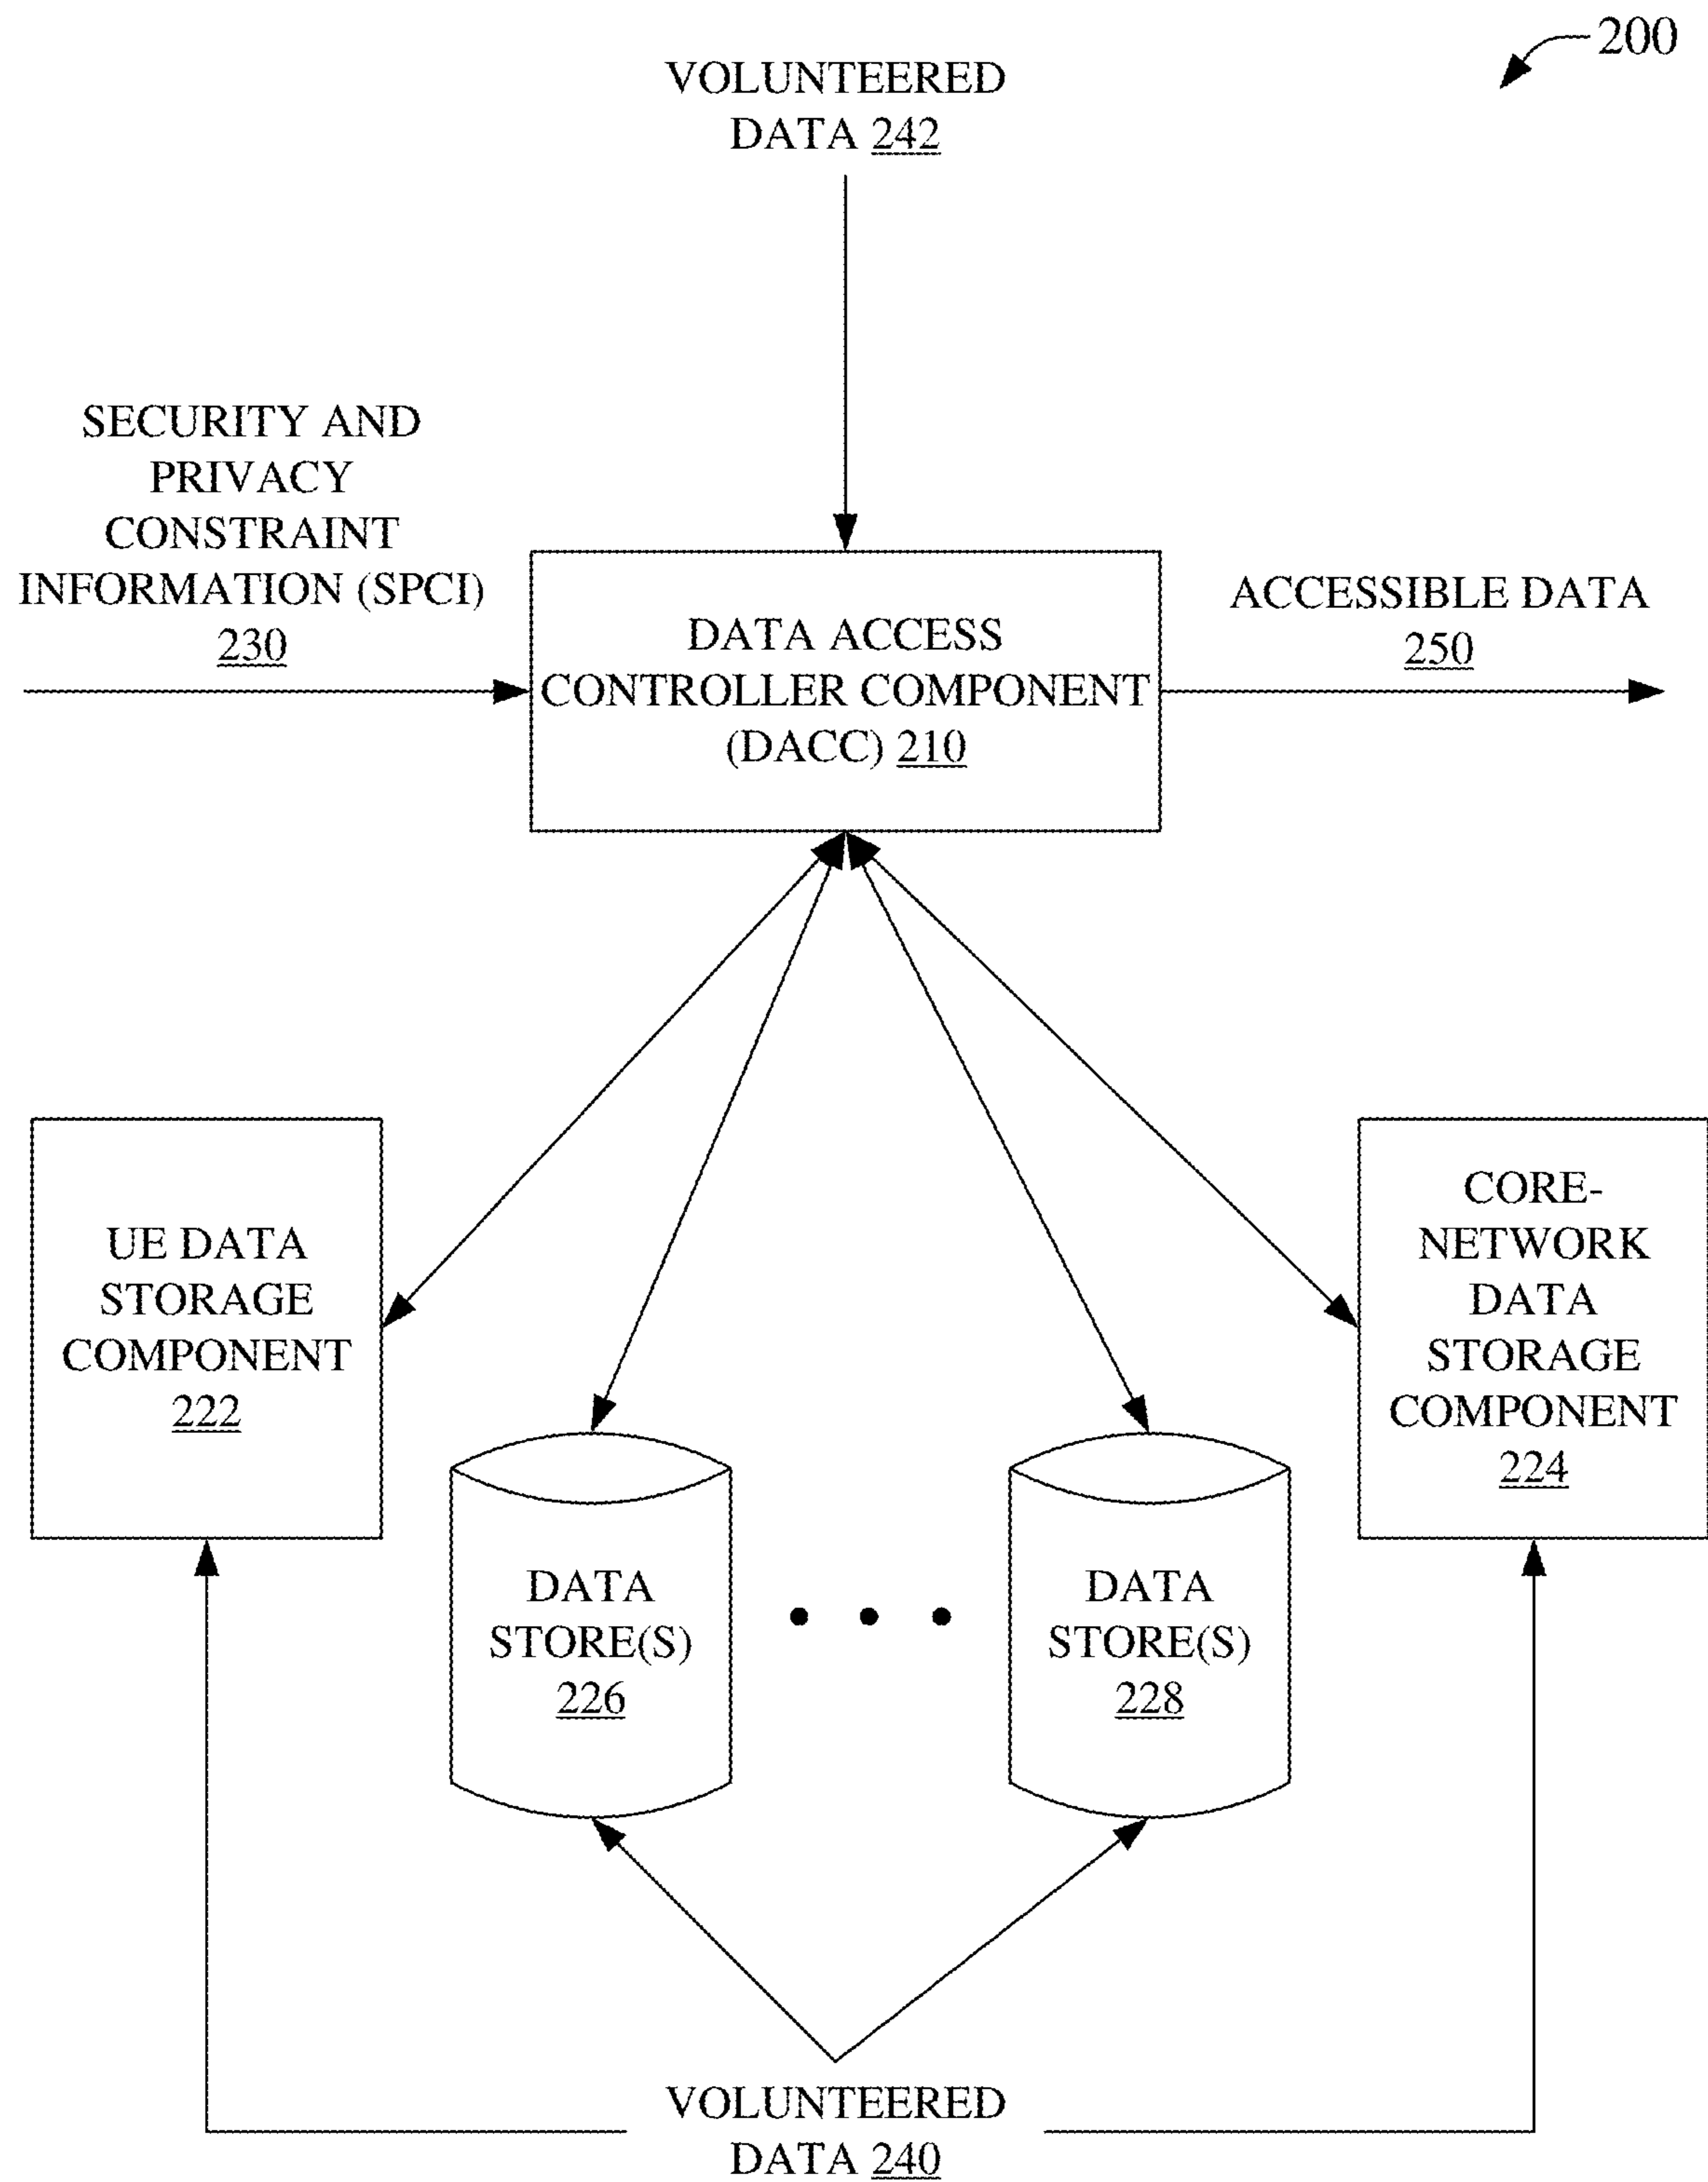 200
VOLUNTEERED
DATA 242
SECURITY AND
PRIVACY
CONSTRAINT
INFORMATION (SPCI)
230
DATA ACCESS
CONTROLLER COMPONENT
(DACC) 210
ACCESSIBLE DATA
250
UE DATA
STORAGE
COMPONENT
222
CORE-
NETWORK
DATA
STORAGE
COMPONENT
224
DATA
STORE(S)
226
DATA
STORE(S)
228
VOLUNTEERED
DATA 240